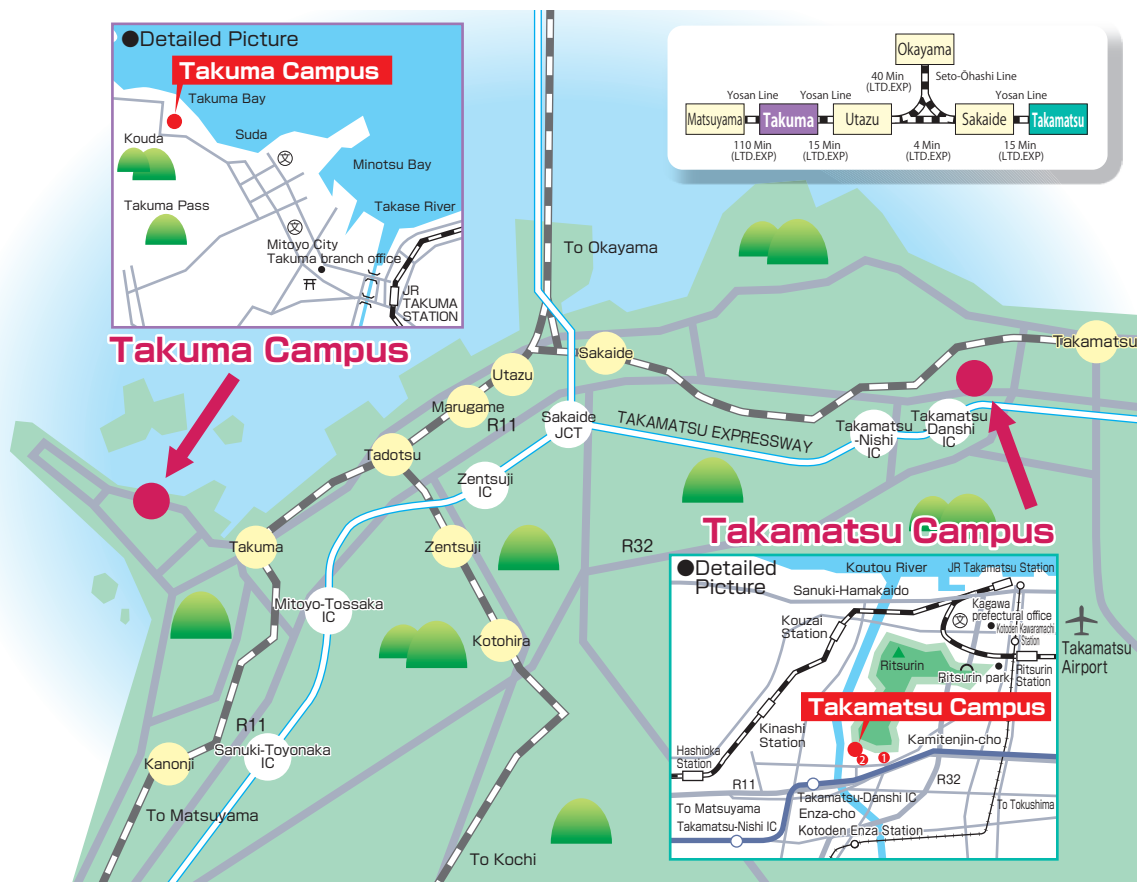 ●Detailed Picture
Takuma Campus
Takuma Bay
Kouda
Suda
文
Minotsu Bay
Takuma Pass
Takase River
文
Mitoyo City
Takuma branch office
JR
TAKUMA
STATION
Okayama
40 Min
(LTD.EXP)
Seto-Ōhashi Line
Yosan Line
Yosan Line
Yosan Line
Matsuyama
Takuma
Utazu
Sakaide
Takamatsu
110 Min
(LTD.EXP)
15 Min
(LTD.EXP)
4 Min
(LTD.EXP)
15 Min
(LTD.EXP)
To Okayama
Takuma Campus
Sakaide
Takamatsu
Utazu
Marugame
R11
Sakaide
JCT
TAKAMATSU EXPRESSWAY
Takamatsu
-Nishi
IC
Takamatsu
-Danshi
IC
Tadotsu
Zentsuji
IC
Takuma
Zentsuji
R32
Takamatsu Campus
Mitoyo-Tossaka
IC
Kotohira
R11
Sanuki-Toyonaka
IC
Kanonji
To Matsuyama
To Kochi
Takamatsu
Airport
●Detailed
Picture
Koutou River
JR Takamatsu Station
Sanuki-Hamakaido
Kouzai
Station
文
Kagawa
prefectural office
Kotoden Kawaramachi
Station
Ritsurin
Ritsurin park
Ritsurin
Station
Takamatsu Campus
Kinashi
Station
Kamitenjin-cho
Hashioka
Station
2
1
R11
R32
Takamatsu-Danshi IC
To Matsuyama
Enza-cho
To Tokushima
Takamatsu-Nishi IC
Kotoden Enza Station